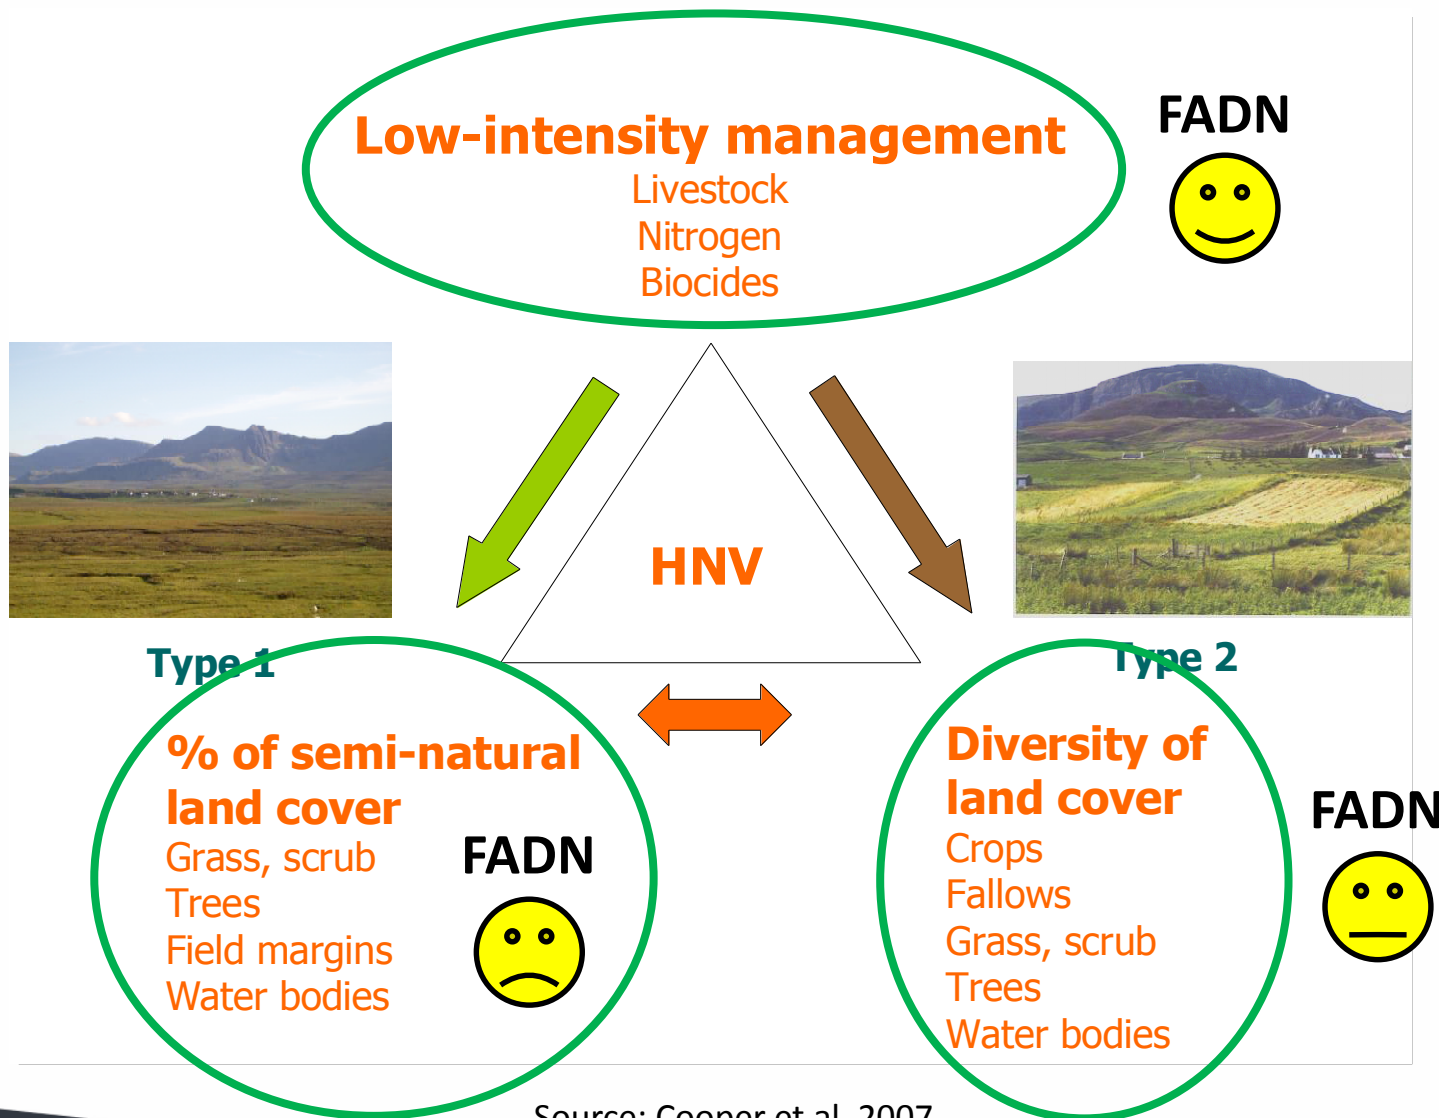 Low-intensity management
Livestock
Nitrogen
Biocides
FADN
HNV
Type 1
Type 2
% of semi-natural
land cover
Grass, scrub
Trees
Field margins
Water bodies
FADN
Diversity of
land cover
Crops
Fallows
Grass, scrub
Trees
Water bodies
FADN
Source: Cooper et al. 2007